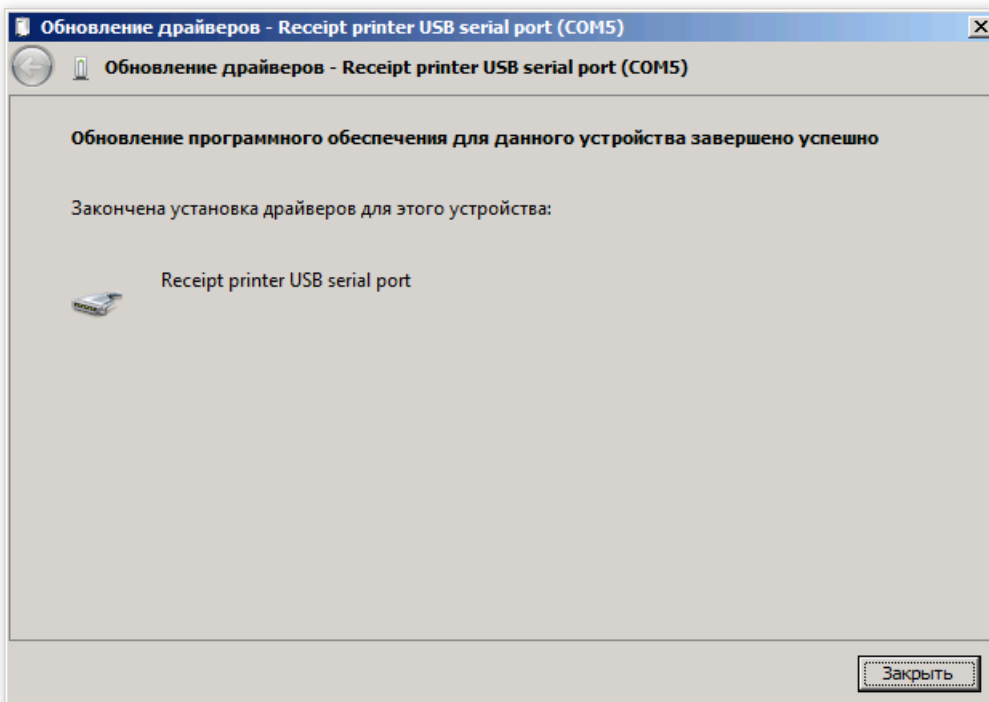 Обновление драйверов - Receipt printer USB serial port (COM5)
Обновление драйверов - Receipt printer USB serial port (COM5)
Обновление программного обеспечения для данного устройства завершено успешно
Закончена установка драйверов для этого устройства:
Receipt printer USB serial port
Закрыть